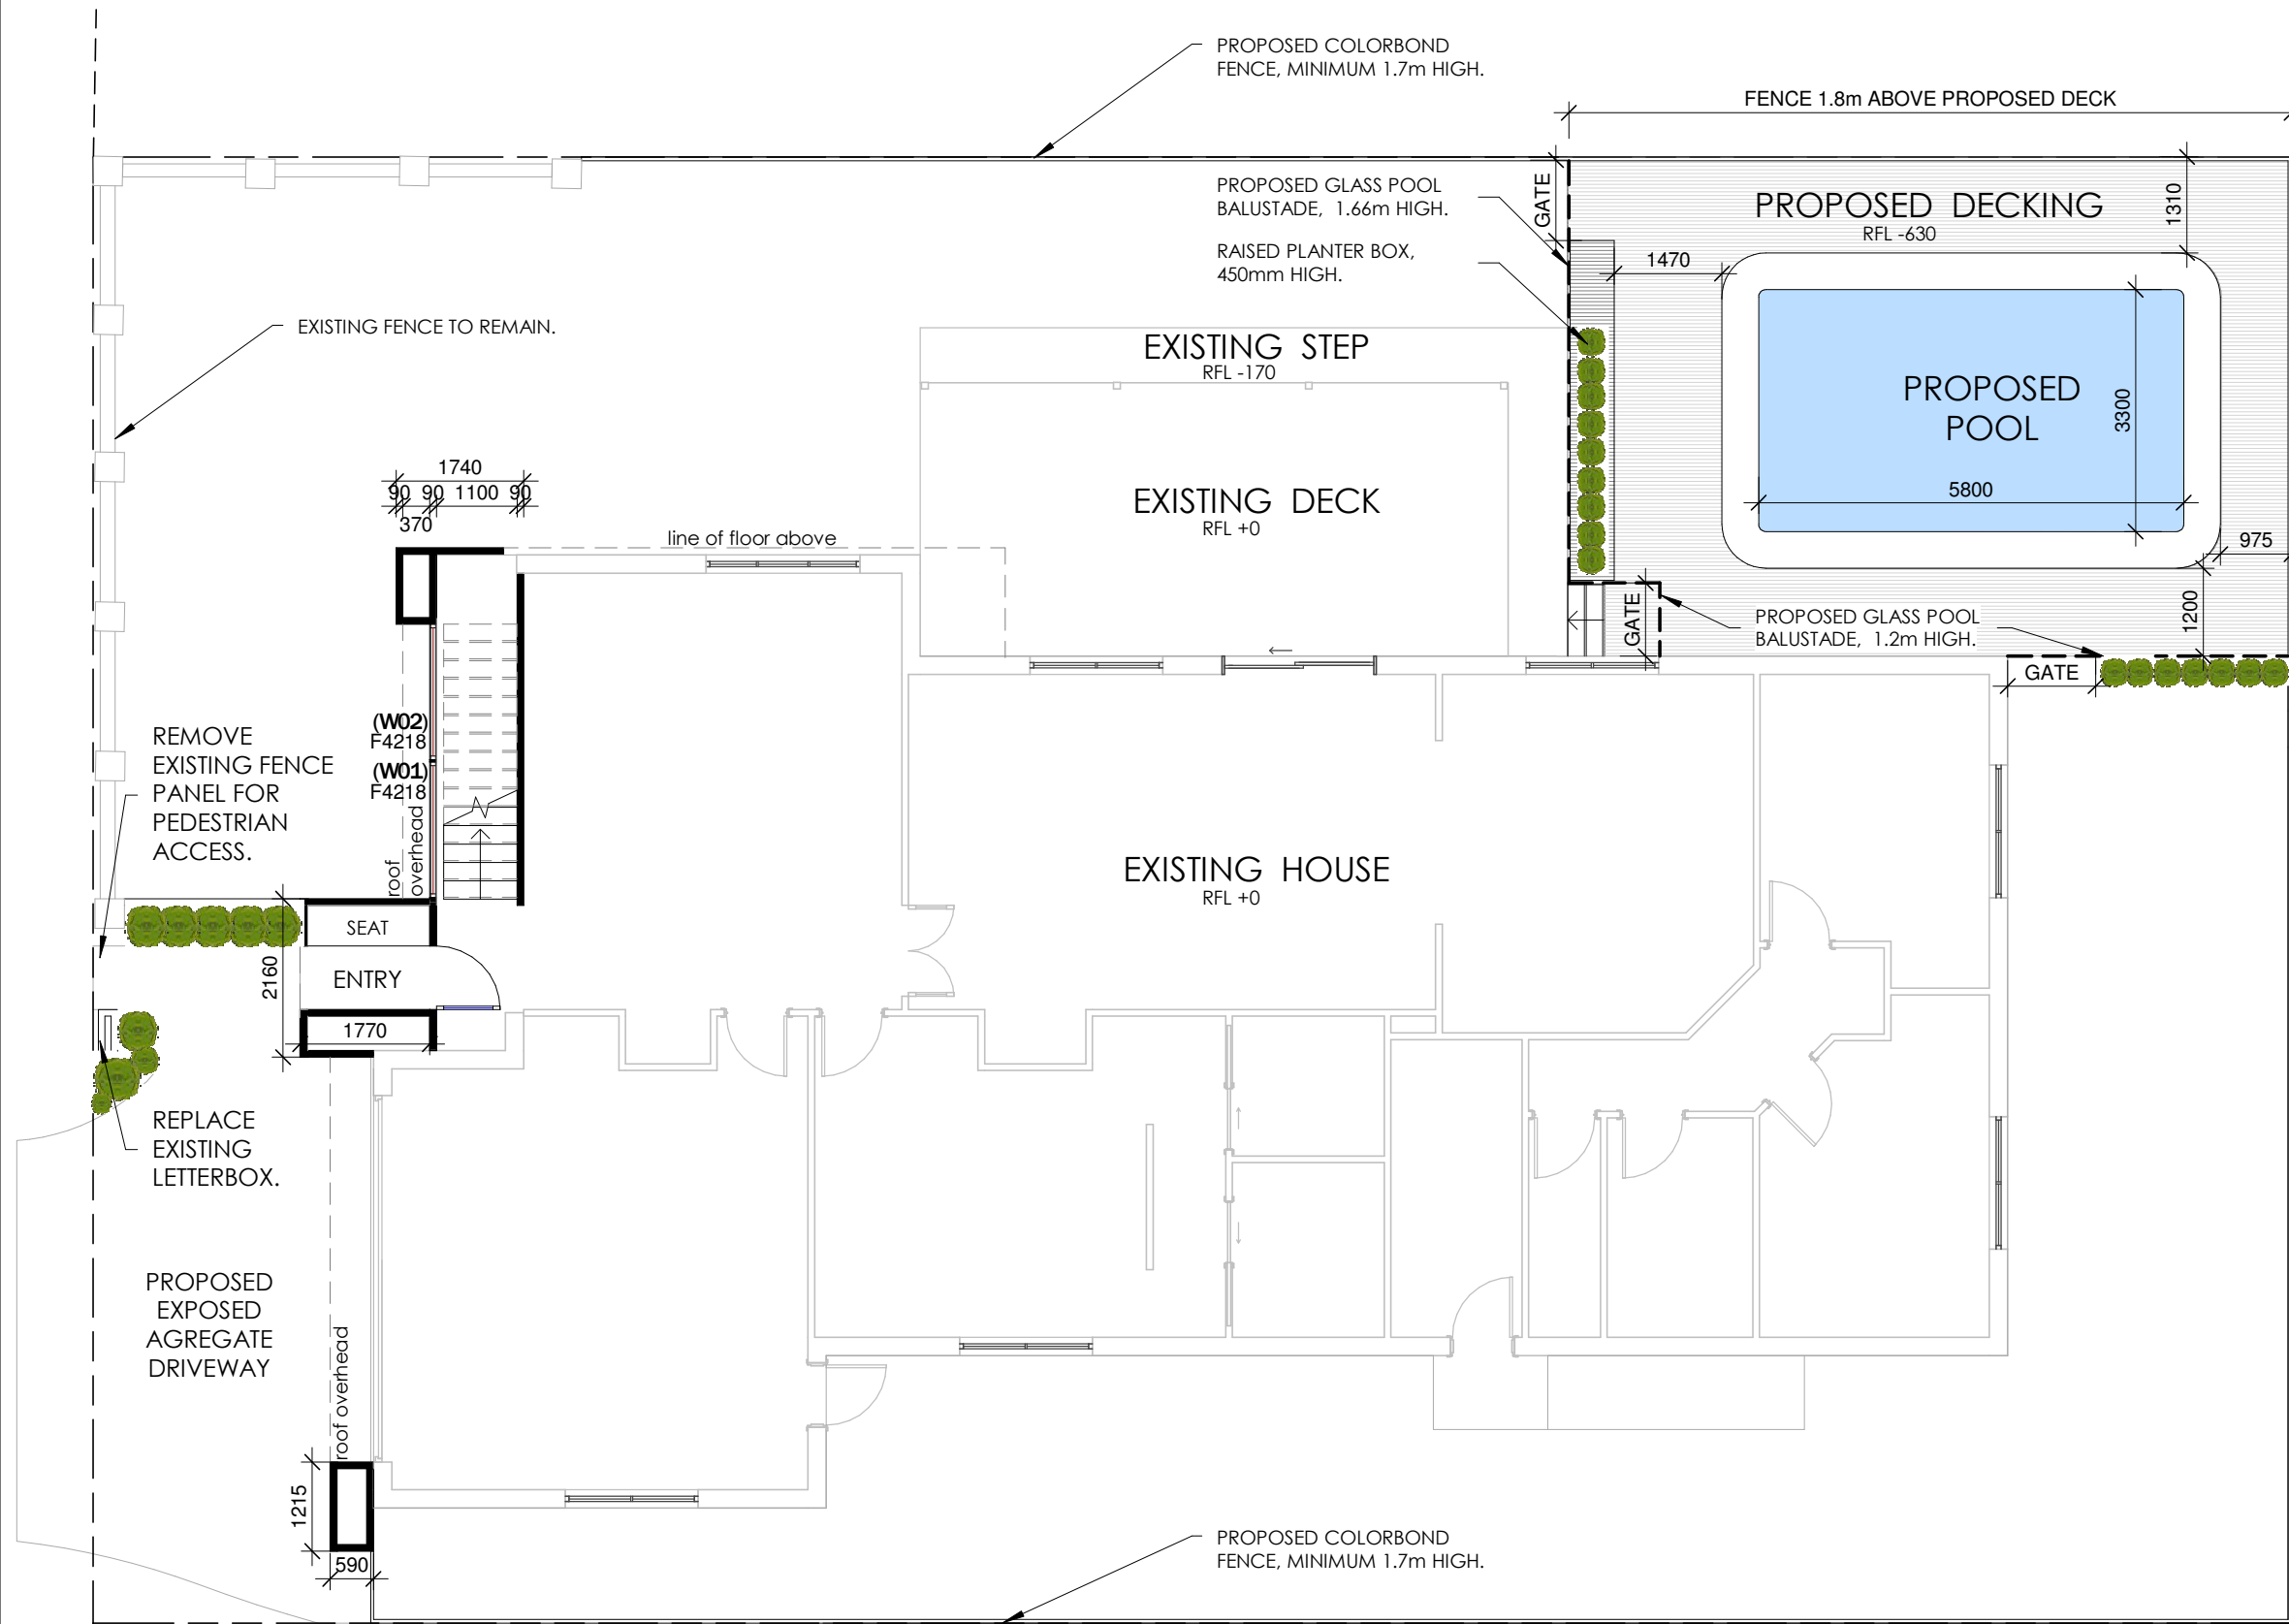 PROPOSED COLORBOND
FENCE, MINIMUM 1.7m HIGH.
FENCE 1.8m ABOVE PROPOSED DECK
PROPOSED GLASS POOL
BALUSTADE, 1.66m HIGH.
GATE
PROPOSED DECKING
RFL -630
1310
RAISED PLANTER BOX,
450mm HIGH.
1470
EXISTING FENCE TO REMAIN.
EXISTING STEP
RFL -170
PROPOSED
POOL
3300
5800
1740
90 90 1100 90
370
EXISTING DECK
RFL +0
line of floor above
975
1200
GATE
PROPOSED GLASS POOL
BALUSTADE, 1.2m HIGH.
GATE
(W02)
F4218
(W01)
F4218
roof
overhead
REMOVE
EXISTING FENCE
PANEL FOR
PEDESTRIAN
ACCESS.
EXISTING HOUSE
RFL +0
SEAT
ENTRY
2160
1770
REPLACE
EXISTING
LETTERBOX.
PROPOSED
EXPOSED
AGREGATE
DRIVEWAY
roof overhead
1215
590
PROPOSED COLORBOND
FENCE, MINIMUM 1.7m HIGH.